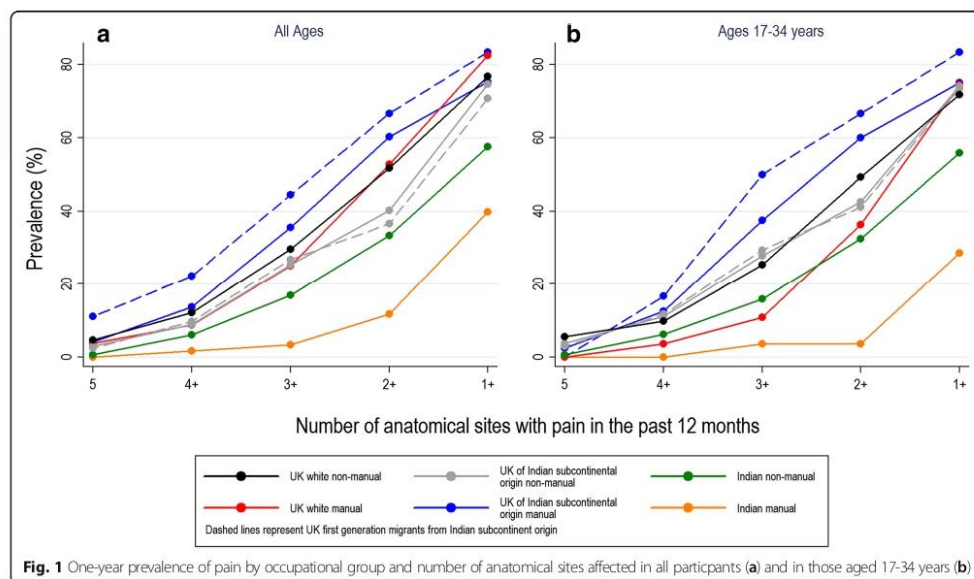 a
All Ages
b
Ages 17-34 years
Prevalence (%)
80
60
40
20
0
5
4+
3+
2+
1+
80
60
40
20
0
5
4+
3+
2+
1+
Number of anatomical sites with pain in the past 12 months
UK white non-manual
UK of Indian subcontinental
origin non-manual
Indian non-manual
UK white manual
UK of Indian subcontinental
origin manual
Indian manual
Dashed lines represent UK first generation migrants from Indian subcontinent origin
Fig. 1 One-year prevalence of pain by occupational group and number of anatomical sites affected in all particpants (a) and in those aged 17-34 years (b)